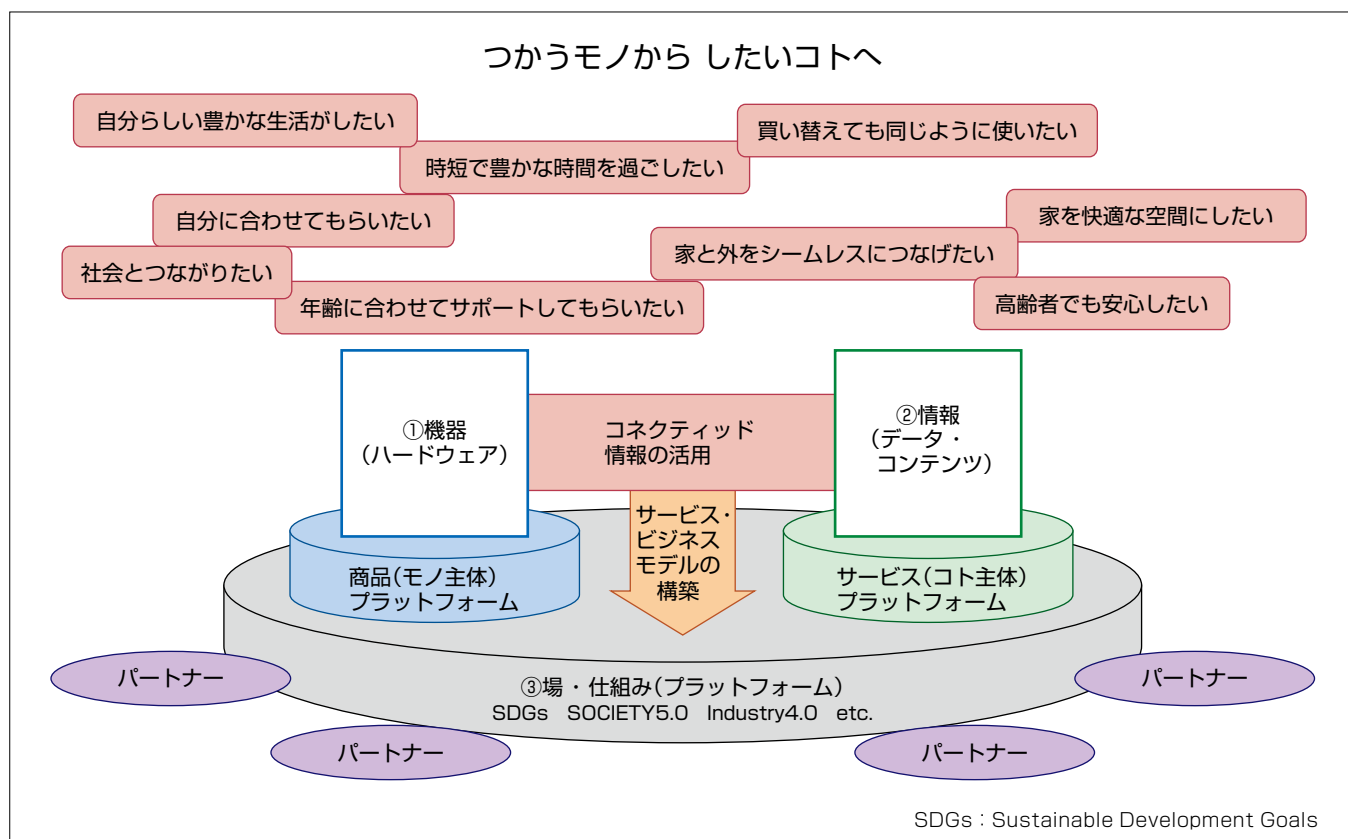 つかうモノから したいコトへ
自分らしい豊かな生活がしたい
買い替えても同じように使いたい
時短で豊かな時間を過ごしたい
自分に合わせてもらいたい
家を快適な空間にしたい
社会とつながりたい
家と外をシームレスにつなげたい
年齢に合わせてサポートしてもらいたい
高齢者でも安心したい
①機器
(ハードウェア)
コネクティッド
情報の活用
②情報
(データ・
コンテンツ)
サービス・
ビジネス
モデルの
構築
商品(モノ主体)
プラットフォーム
サービス(コト主体)
プラットフォーム
パートナー
パートナー
③場・仕組み(プラットフォーム)
SDGs SOCIETY5.0 Industry4.0 etc.
パートナー
パートナー
SDGs：Sustainable Development Goals